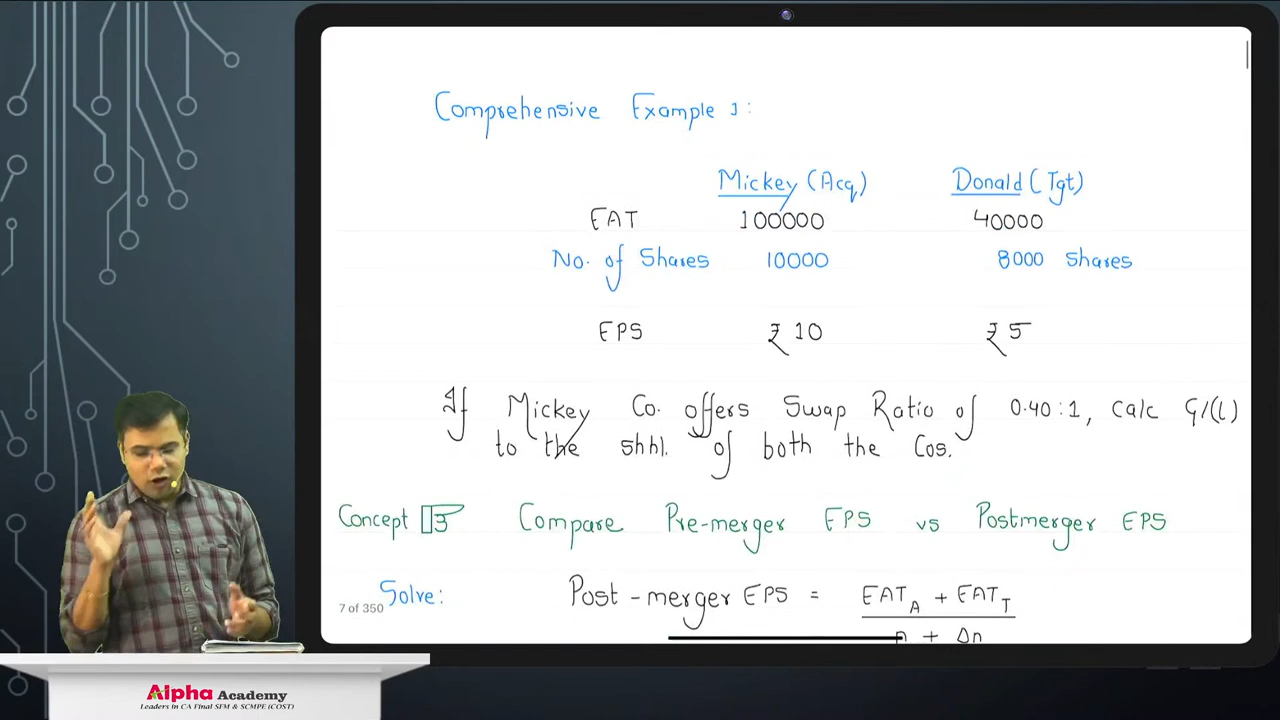 Comprehensive Example 1:
Mickey (Acq) Donald (Tgt)
EAT 100000 40000
No. of Shares 10000 8000 Shares
EPS ₹ 10 ₹ 5
If Mickey Co. offers Swap Ratio of 0.40 : 1, Calc G/(L)
to the shhl. of both the Cos.
Concept Compare Pre-merger EPS vs Postmerger EPS
Solve: Post-merger EPS = EAT_A + EAT_T
n + Δn
7 of 350
Alpha Academy
Leaders in CA Final SFM & SCMPE (COST)